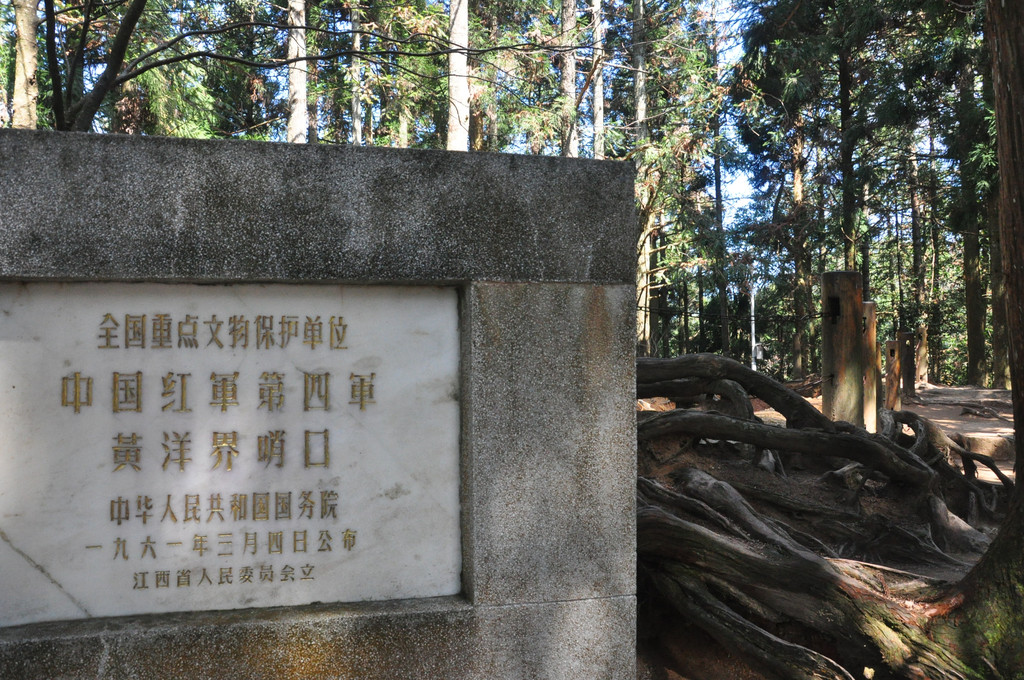 全国重点文物保护单位
中国红軍第四軍
黄洋界哨口
中华人民共和国国务院
一九六一年三月四日公布
江西省人民委员会立